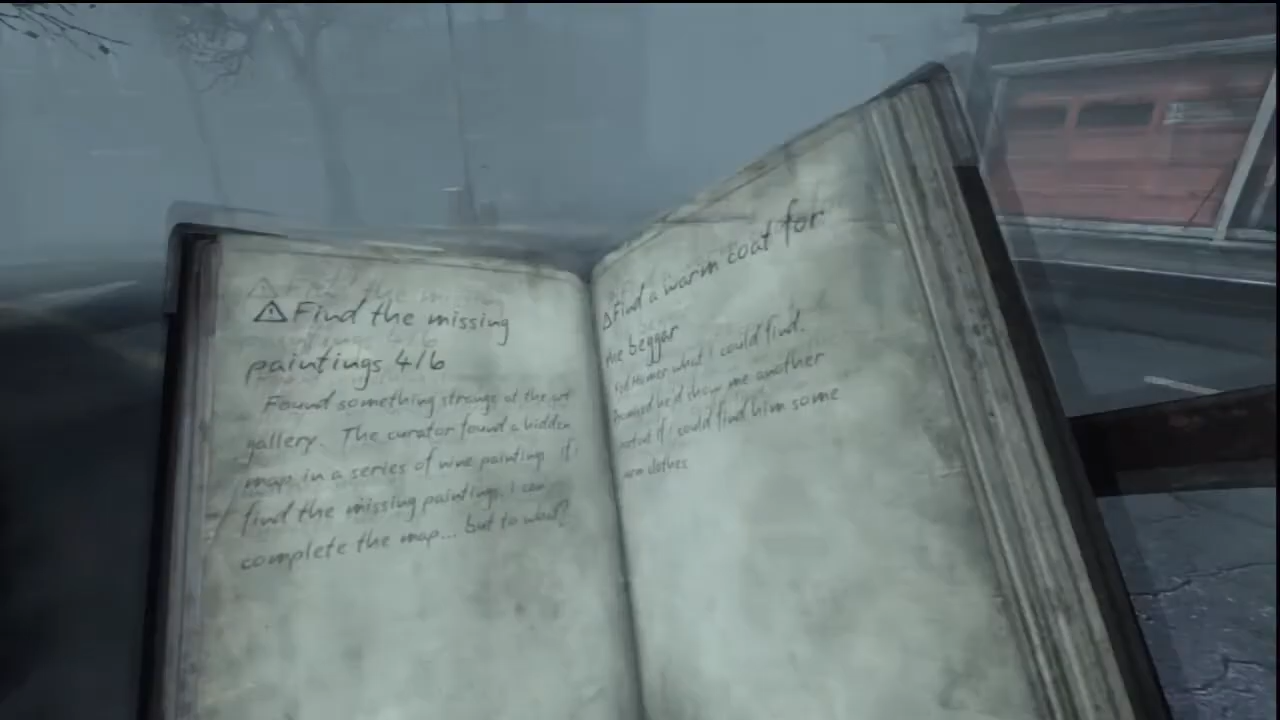 Find the missing
paintings 4/6
Found something strange at the art
gallery. The curator found a hidden
map in a series of nine painting. If I
find the missing paintings, I can
complete the map... but to what?
Find a warm coat for
the beggar
Homer what I could find.
Promised he'd show me another
if I could find him some
warm clothes